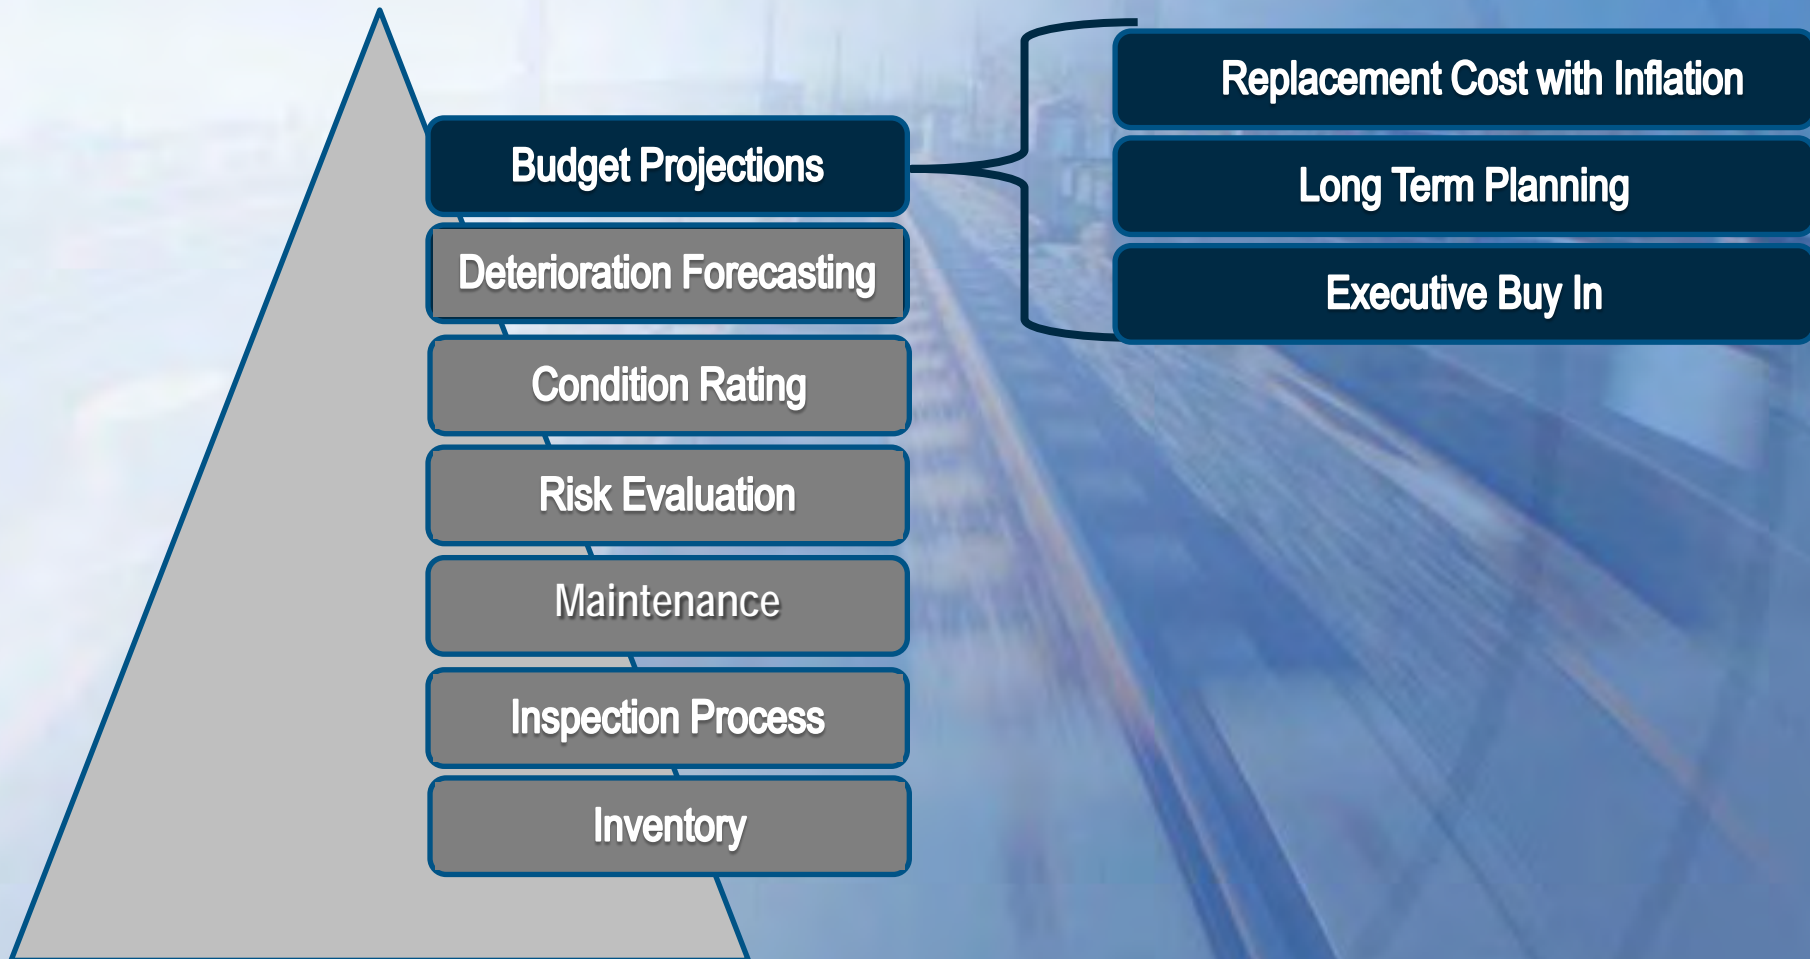 Budget Projections
Deterioration Forecasting
Condition Rating
Risk Evaluation
Maintenance
Inspection Process
Inventory
Replacement Cost with Inflation
Long Term Planning
Executive Buy In